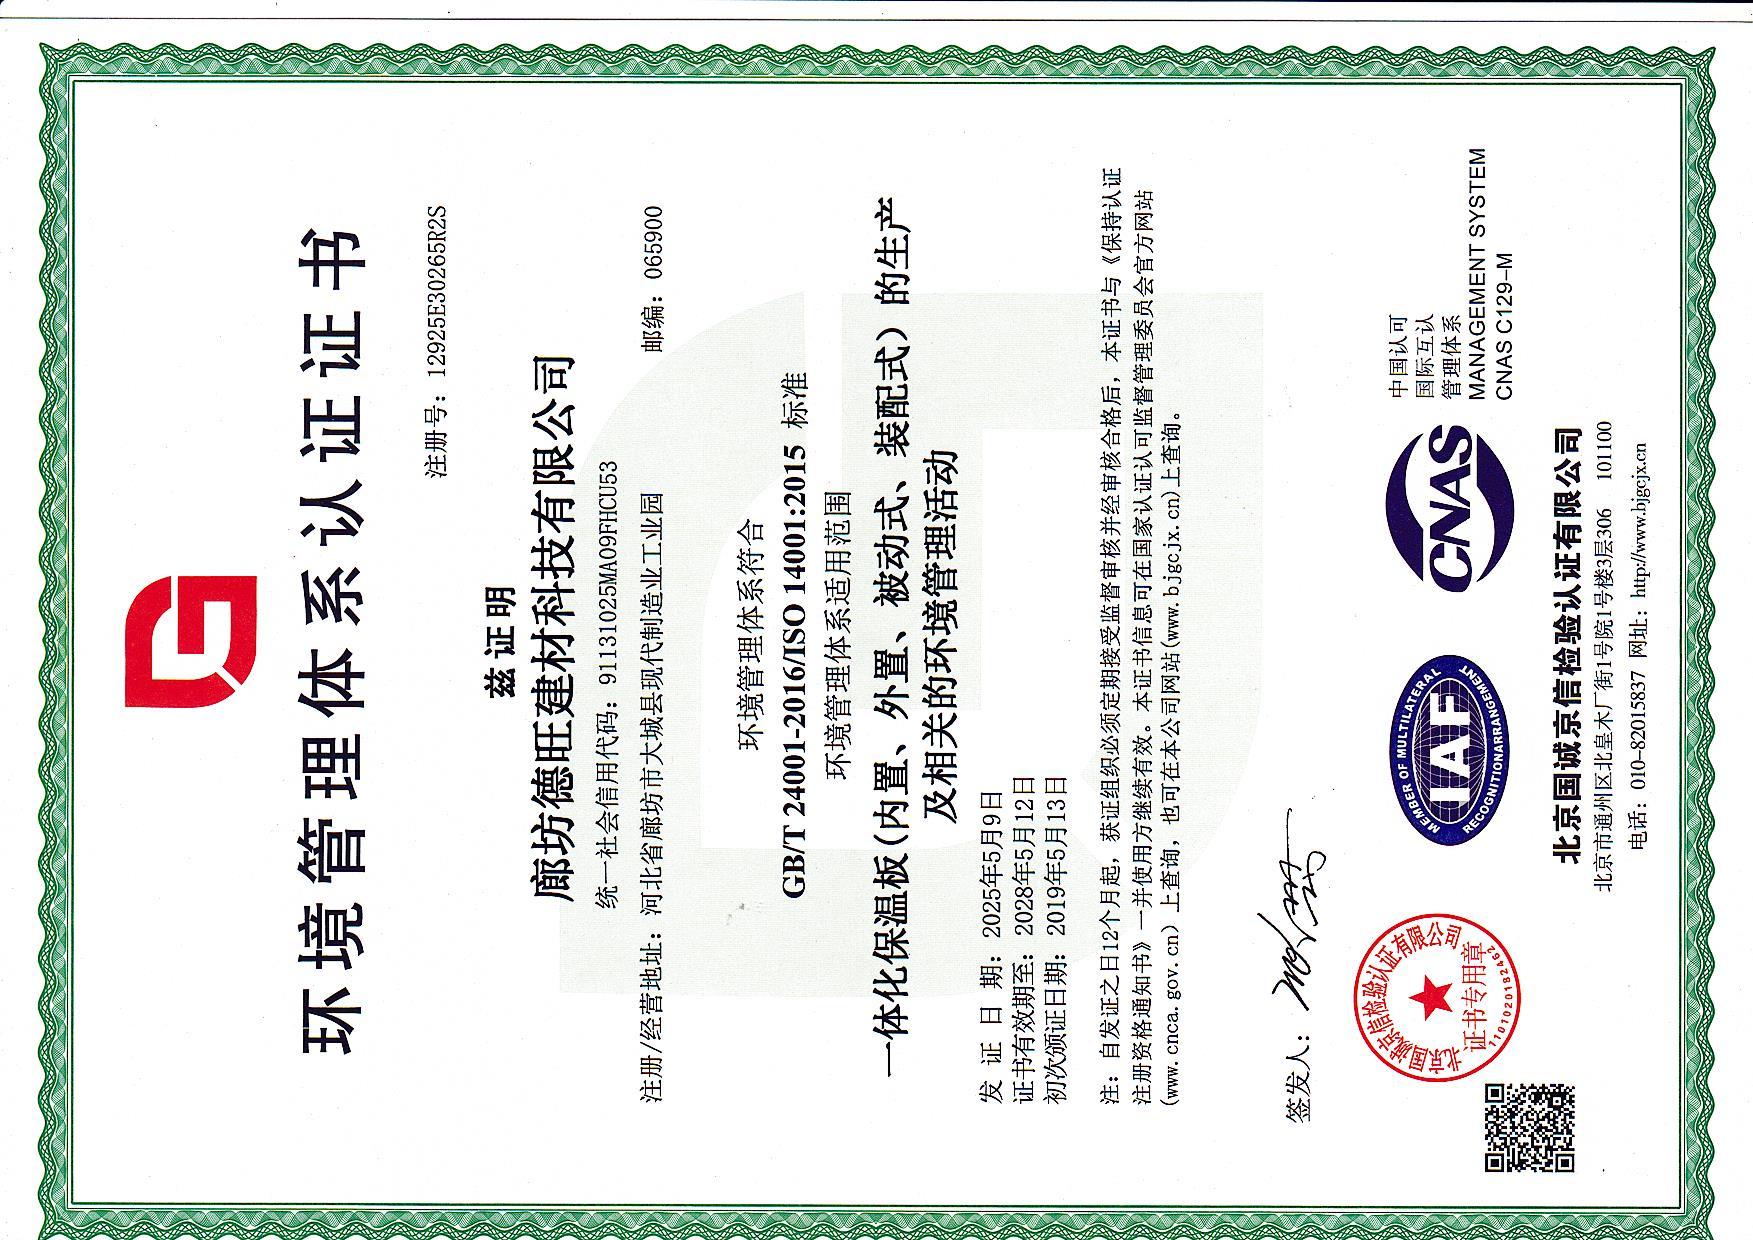 环境管理体系认证证书
注册号：12925E30265R2S
兹证明
廊坊德旺建材科技有限公司
统一社会信用代码：91131025MA09FHCU53
注册/经营地址：河北省廊坊市大城县现代制造业工业园 邮编：065900
环境管理体系符合
GB/T 24001-2016/ISO 14001:2015 标准
环境管理体系适用范围
一体化保温板(内置、外置、被动式、装配式）的生产
及相关的环境管理活动
发证日期：2025年5月9日
证书有效期至：2028年5月12日
初次颁证日期：2019年5月13日
注：自发证之日12个月起，获证组织必须定期接受监督审核并经审核合格后，本证书与《保持认证
注册资格通知书》一并使用方继续有效。本证书信息可在国家认证认可监督管理委员会官方网站
(www.cnca.gov.cn) 上查询，也可在本公司网站(www.bjgcjx.cn)上查询。
签发人：
北京国诚京信检验认证有限公司
证书专用章
1101020182462
MEMBER OF MULTILATERAL
IAF
RECOGNITION ARRANGEMENT
CNAS
中国认可
国际互认
管理体系
MANAGEMENT SYSTEM
CNAS C129-M
北京国诚京信检验认证有限公司
北京市通州区北皇木厂街1号院1号楼3层306 101100
电话：010-82015837 网址：http://www.bjgcjx.cn